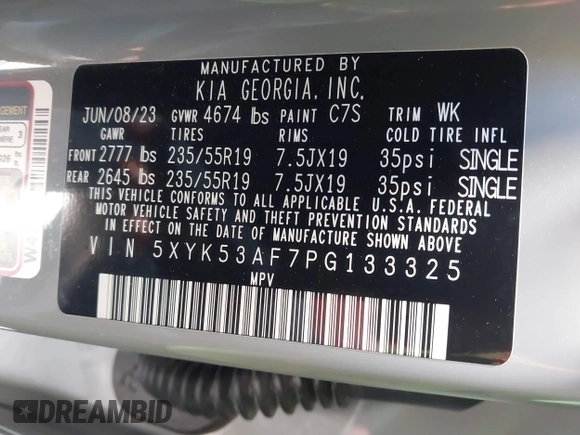 MANUFACTURED BY
KIA GEORGIA, INC.
JUN/08/23 GVWR 4674 lbs PAINT C7S TRIM WK
GAWR TIRES RIMS COLD TIRE INFL
FRONT 2777 lbs 235/55R19 7.5JX19 35psi SINGLE
REAR 2645 lbs 235/55R19 7.5JX19 35psi SINGLE
THIS VEHICLE CONFORMS TO ALL APPLICABLE U.S.A. FEDERAL
MOTOR VEHICLE SAFETY AND THEFT PREVENTION STANDARDS
IN EFFECT ON THE DATE OF MANUFACTURE SHOWN ABOVE.
VIN 5XYK53AF7PG133325
MPV
DREAMBID